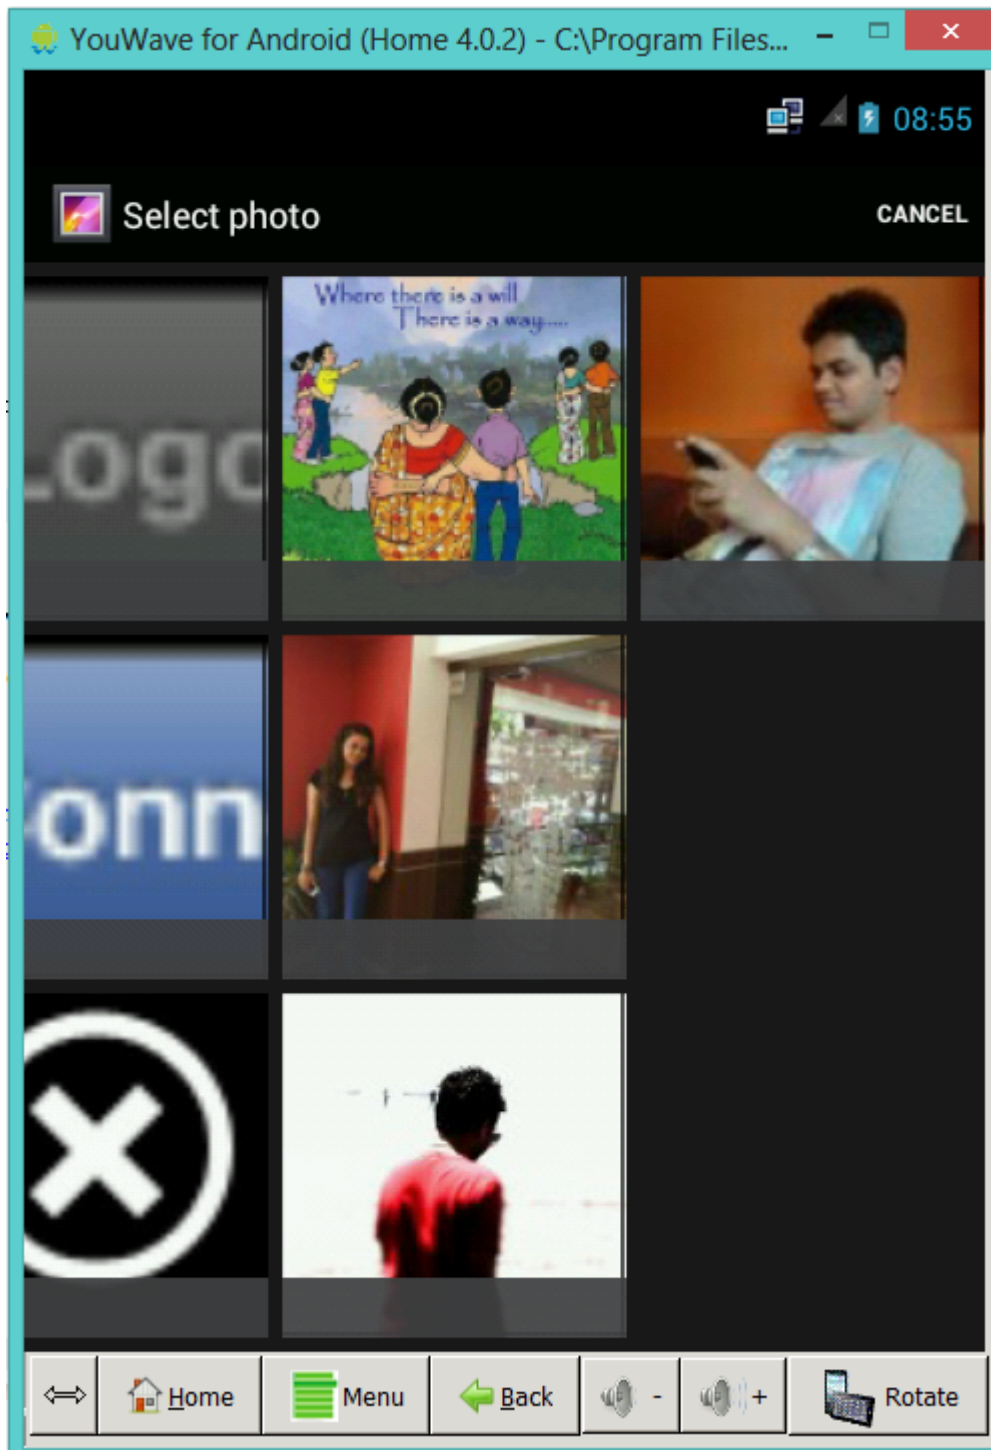 YouWave for Android (Home 4.0.2) - C:\Program Files...
08:55
Select photo
CANCEL
Logo
Where there is a will
There is a way.....
Conn
Home
Menu
Back
-
+
Rotate